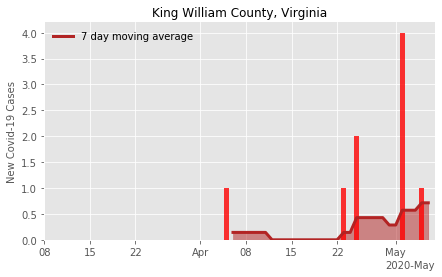 King William County, Virginia
7 day moving average
New Covid-19 Cases
4.0
3.5
3.0
2.5
2.0
1.5
1.0
0.5
0.0
08 15 22 Apr 08 15 22 May
2020-May